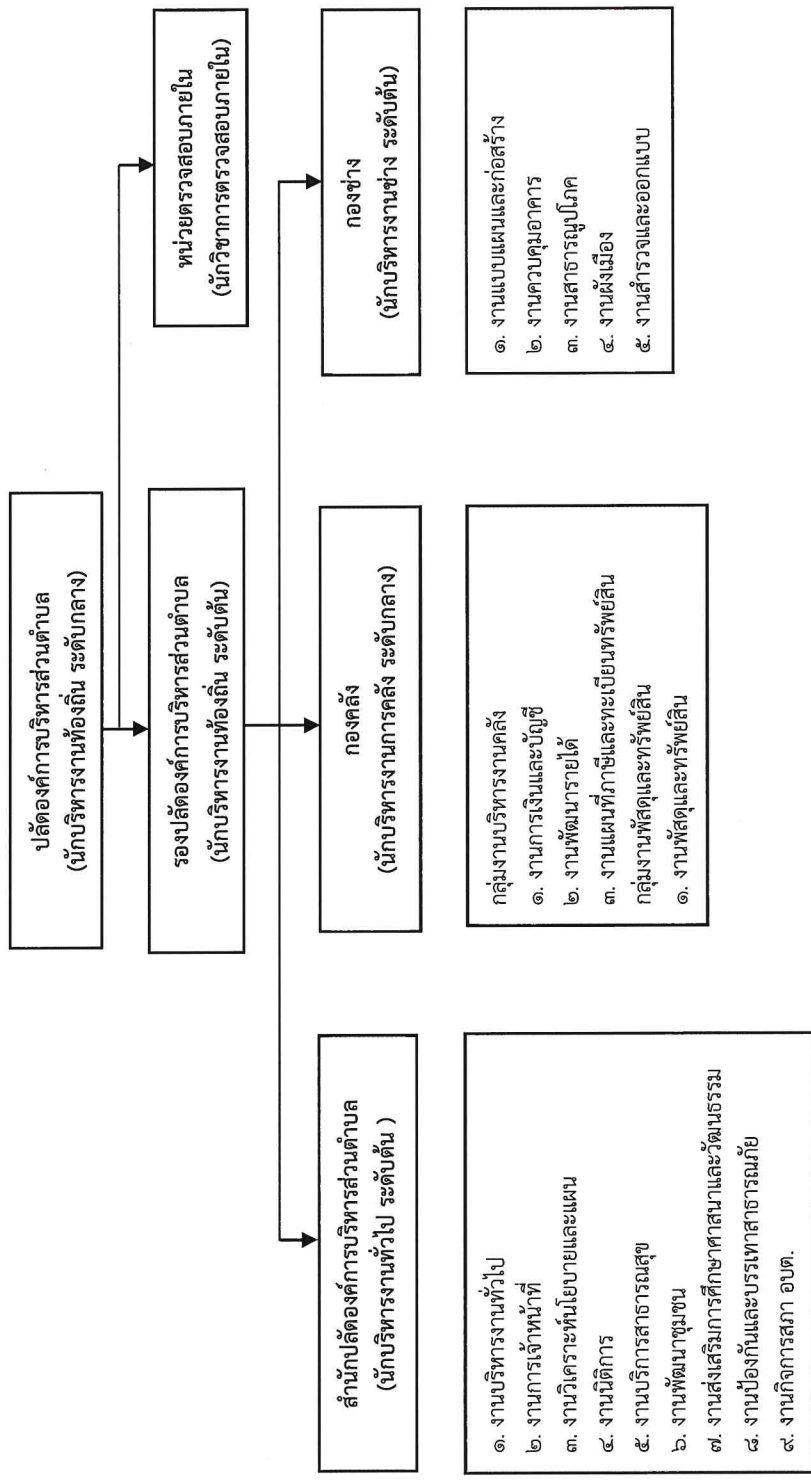 ปลัดองค์การบริหารส่วนตำบล
(นักบริหารงานท้องถิ่น ระดับกลาง)
หน่วยตรวจสอบภายใน
(นักวิชาการตรวจสอบภายใน)
รองปลัดองค์การบริหารส่วนตำบล
(นักบริหารงานท้องถิ่น ระดับต้น)
สำนักปลัดองค์การบริหารส่วนตำบล
(นักบริหารงานทั่วไป ระดับต้น )
กองคลัง
(นักบริหารงานการคลัง ระดับกลาง)
กองช่าง
(นักบริหารงานช่าง ระดับต้น)
๑. งานบริหารงานทั่วไป
๒. งานการเจ้าหน้าที่
๓. งานวิเคราะห์นโยบายและแผน
๔. งานนิติการ
๕. งานบริการสาธารณสุข
๖. งานพัฒนาชุมชน
๗. งานส่งเสริมการศึกษาศาสนาและวัฒนธรรม
๘. งานป้องกันและบรรเทาสาธารณภัย
๙. งานกิจการสภา อบต.
กลุ่มงานบริหารงานคลัง
๑. งานการเงินและบัญชี
๒. งานพัฒนารายได้
๓. งานแผนที่ภาษีและทะเบียนทรัพย์สิน
กลุ่มงานพัสดุและทรัพย์สิน
๑. งานพัสดุและทรัพย์สิน
๑. งานแบบแผนและก่อสร้าง
๒. งานควบคุมอาคาร
๓. งานสาธารณูปโภค
๔. งานผังเมือง
๕. งานสำรวจและออกแบบ